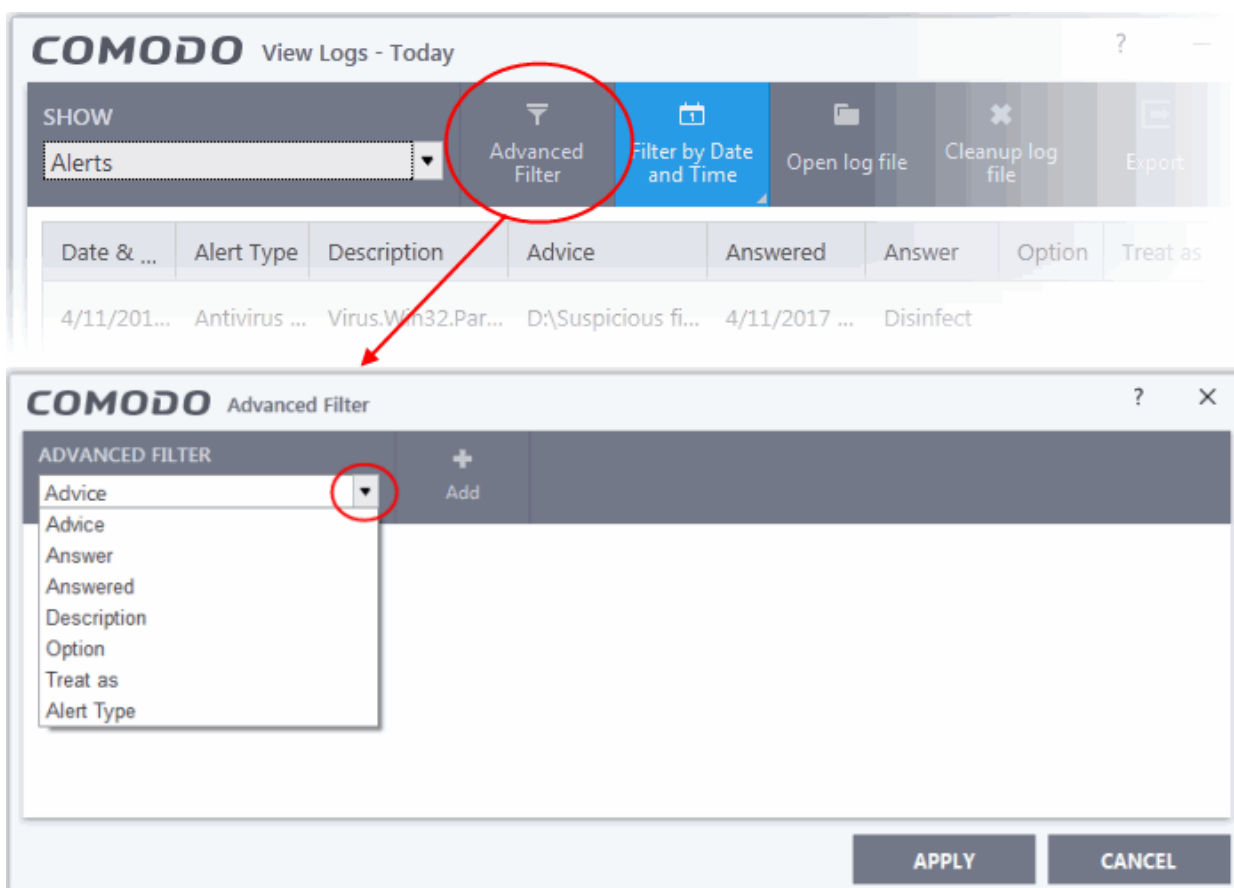 COMODO View Logs - Today
?
SHOW
Alerts
Advanced
Filter
1
Filter by Date
and Time
Open log file
Cleanup log
file
Export
Date & ... Alert Type Description Advice Answered Answer Option Treat as
4/11/201... Antivirus ... Virus.Win32.Par... D:\Suspicious fi... 4/11/2017 ... Disinfect
COMODO Advanced Filter
?
ADVANCED FILTER
Advice
Add
Advice
Answer
Answered
Description
Option
Treat as
Alert Type
APPLY CANCEL